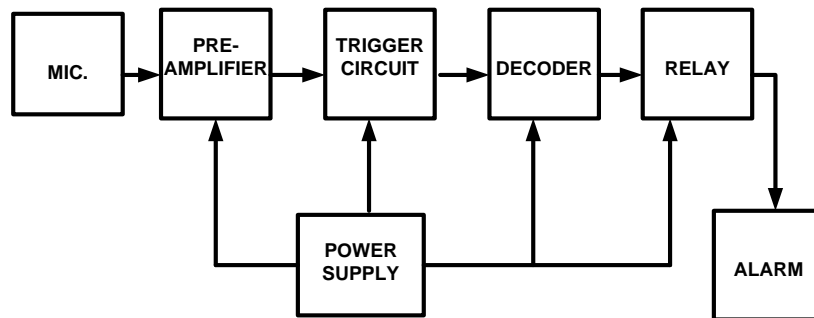 MIC.
PRE-
AMPLIFIER
TRIGGER
CIRCUIT
DECODER
RELAY
POWER
SUPPLY
ALARM